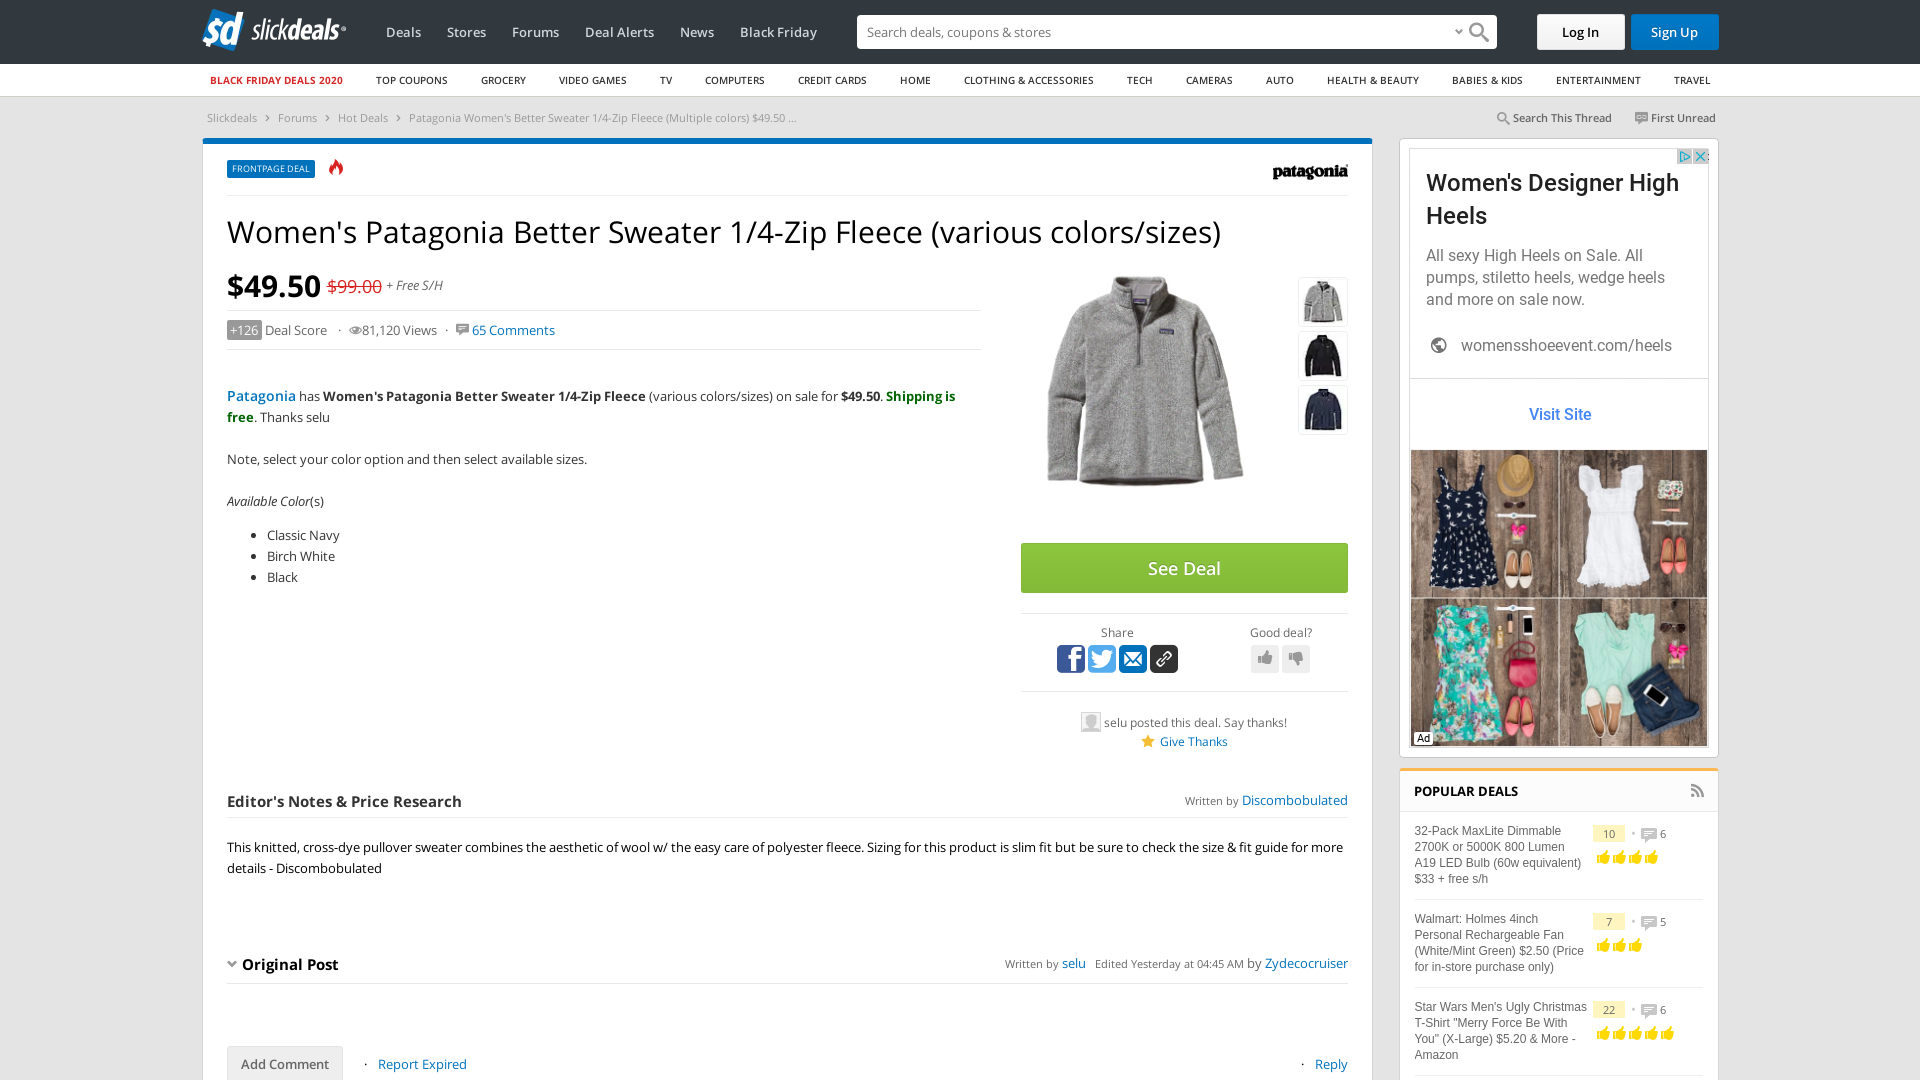 slickdeals
Deals Stores Forums Deal Alerts News Black Friday
Search deals, coupons & stores
Log In
Sign Up
BLACK FRIDAY DEALS 2020 TOP COUPONS GROCERY VIDEO GAMES TV COMPUTERS CREDIT CARDS HOME CLOTHING & ACCESSORIES TECH CAMERAS AUTO HEALTH & BEAUTY BABIES & KIDS ENTERTAINMENT TRAVEL
Slickdeals > Forums > Hot Deals > Patagonia Women's Better Sweater 1/4-Zip Fleece (Multiple colors) $49.50 ...
Search This Thread First Unread
FRONTPAGE DEAL
patagonia
Women's Patagonia Better Sweater 1/4-Zip Fleece (various colors/sizes)
$49.50 $99.00 + Free S/H
+126 Deal Score · 81,120 Views · 65 Comments
Patagonia has Women's Patagonia Better Sweater 1/4-Zip Fleece (various colors/sizes) on sale for $49.50. Shipping is
free. Thanks selu
Note, select your color option and then select available sizes.
Available Color(s)
• Classic Navy
• Birch White
• Black
See Deal
Share
Good deal?
selu posted this deal. Say thanks!
Give Thanks
Editor's Notes & Price Research
Written by Discombobulated
This knitted, cross-dye pullover sweater combines the aesthetic of wool w/ the easy care of polyester fleece. Sizing for this product is slim fit but be sure to check the size & fit guide for more
details - Discombobulated
Original Post
Written by selu Edited Yesterday at 04:45 AM by Zydecocruiser
Add Comment · Report Expired
· Reply
Women's Designer High
Heels
All sexy High Heels on Sale. All
pumps, stiletto heels, wedge heels
and more on sale now.
womensshoeevent.com/heels
Visit Site
Ad
POPULAR DEALS
32-Pack MaxLite Dimmable
2700K or 5000K 800 Lumen
A19 LED Bulb (60w equivalent)
$33 + free s/h
10 • 6
Walmart: Holmes 4inch
Personal Rechargeable Fan
(White/Mint Green) $2.50 (Price
for in-store purchase only)
7 • 5
Star Wars Men's Ugly Christmas
T-Shirt "Merry Force Be With
You" (X-Large) $5.20 & More -
Amazon
22 • 6